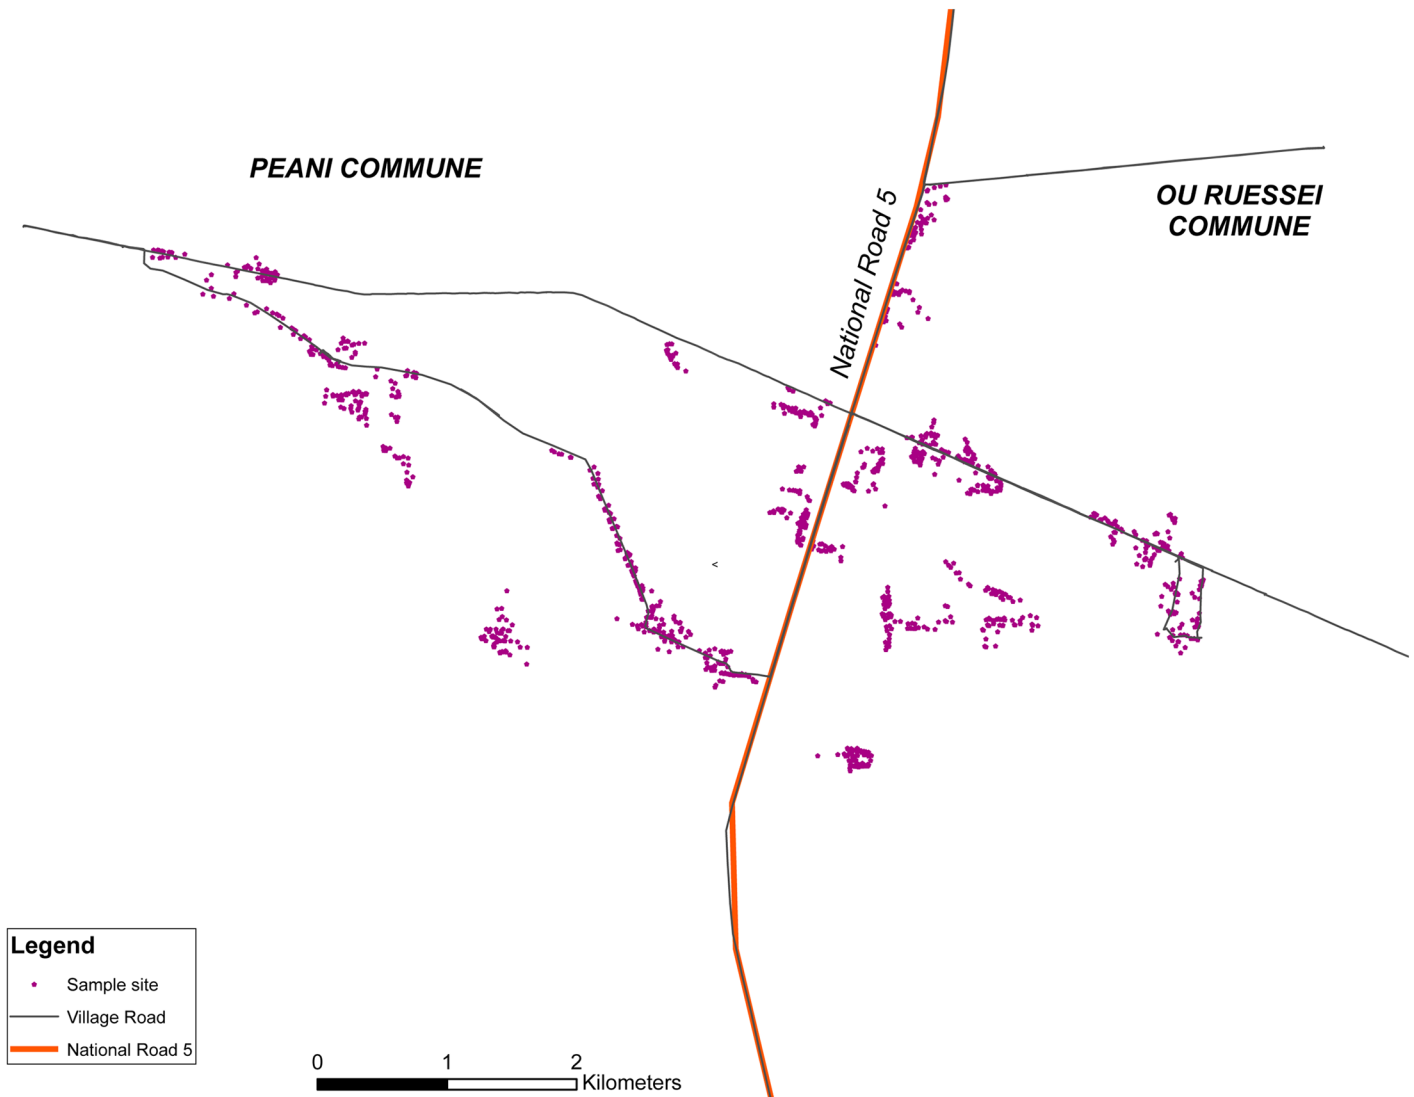 PEANI COMMUNE
OU RUESSEI
COMMUNE
National Road 5
<
Legend
Sample site
Village Road
National Road 5
0 1 2
Kilometers